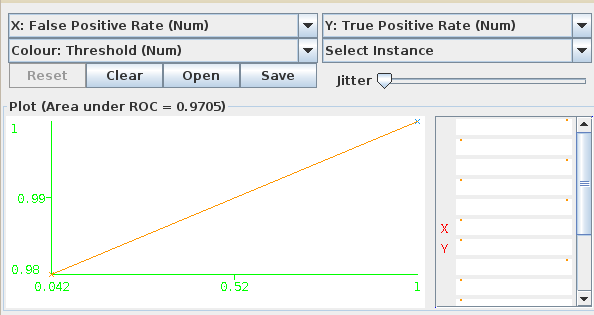 X: False Positive Rate (Num)
Y: True Positive Rate (Num)
Colour: Threshold (Num)
Select Instance
Reset
Clear
Open
Save
Jitter
Plot (Area under ROC = 0.9705)
1
0.99
0.98
0.042
0.52
1
X
Y